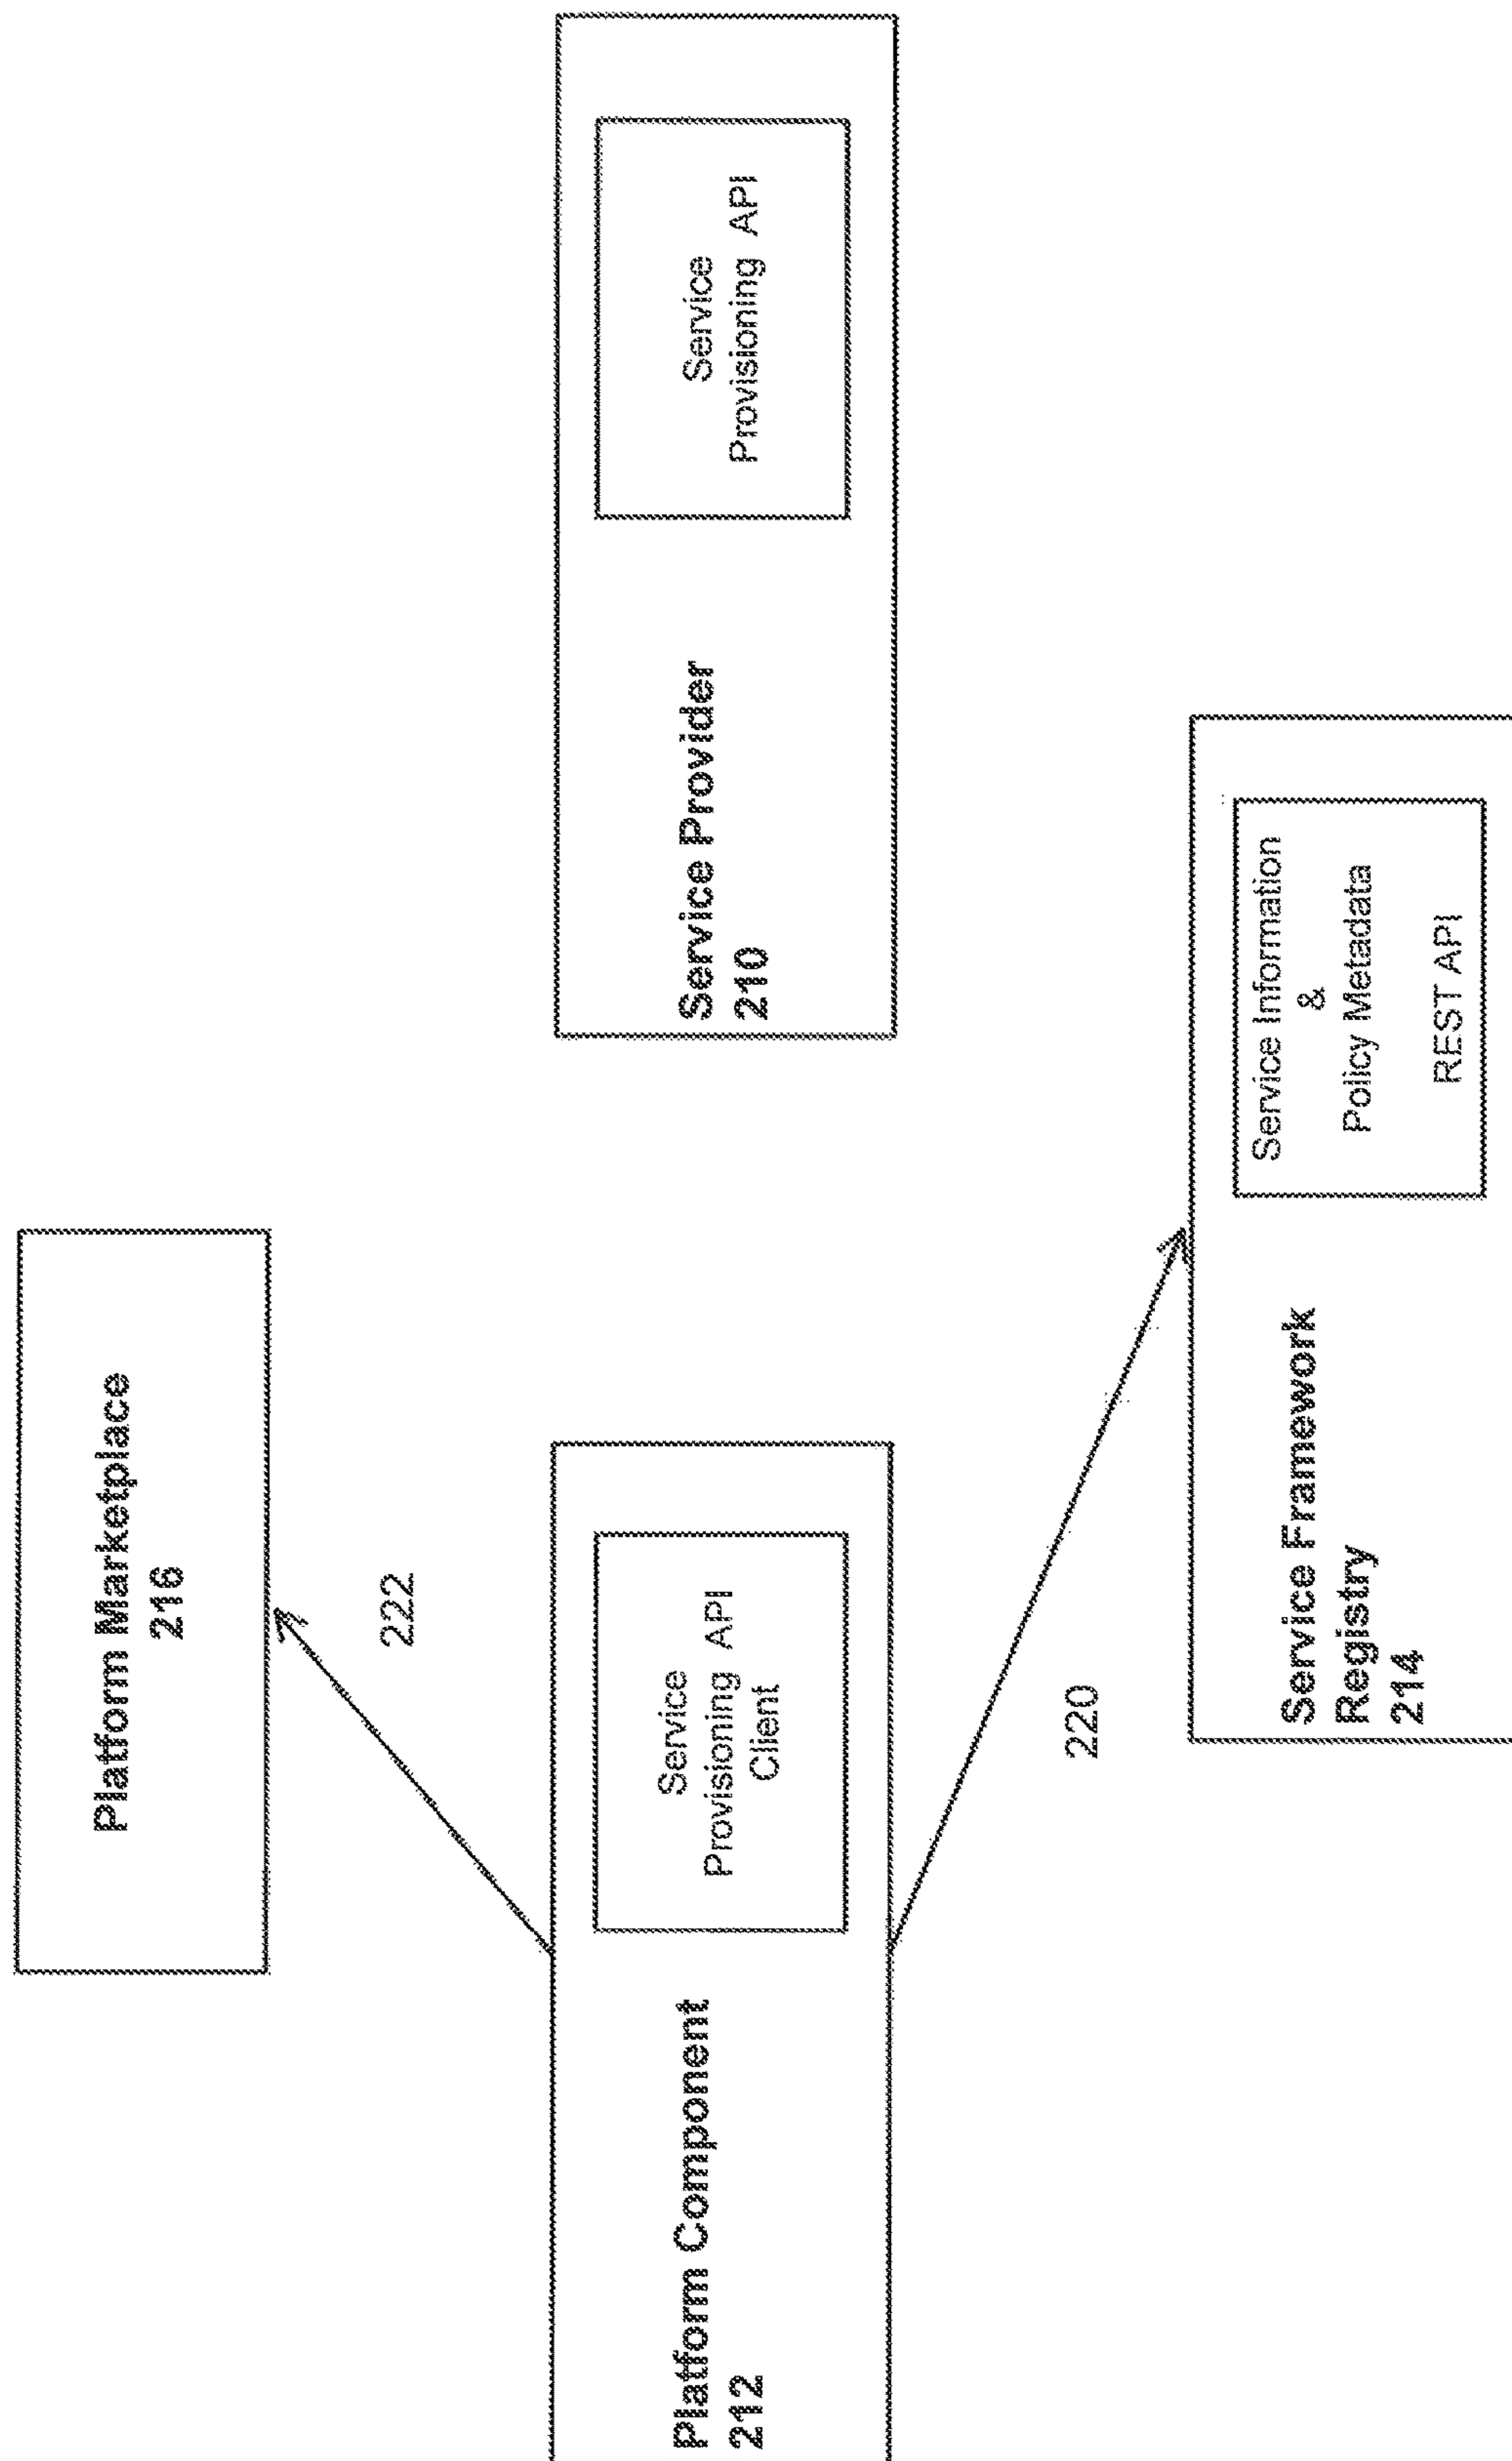 Platform Marketplace
216
222
Service Provider
210
Service
Provisioning API
Platform Component
212
Service
Provisioning API
Client
220
Service Framework
Registry
214
Service Information
&
Policy Metadata
REST API